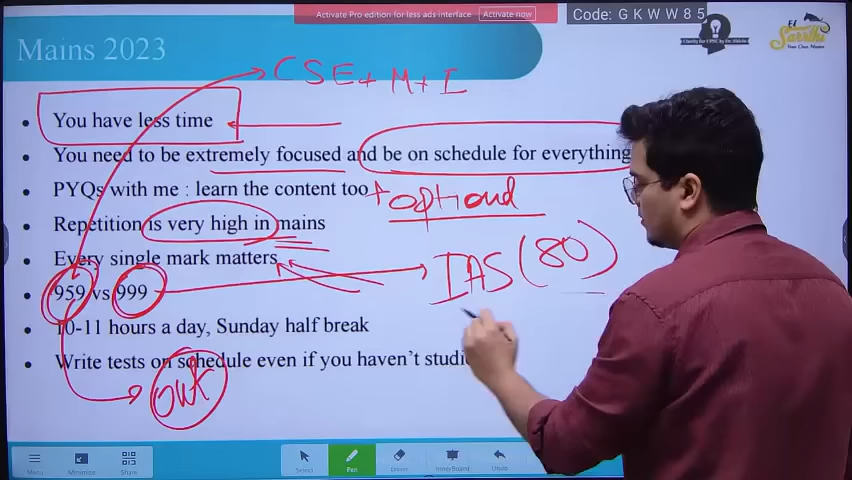 Activate Pro edition for less ads interface Activate now
Code: G K W W 8 5
Mains 2023
CSE + M + I
You have less time
You need to be extremely focused and be on schedule for everything
PYQs with me : learn the content too + optional
Repetition is very high in mains
Every single mark matters
959 vs 999
IAS (80)
10-11 hours a day, Sunday half break
Write tests on schedule even if you haven't studi
out
Menu Minimize Select Pen Eraser Undo